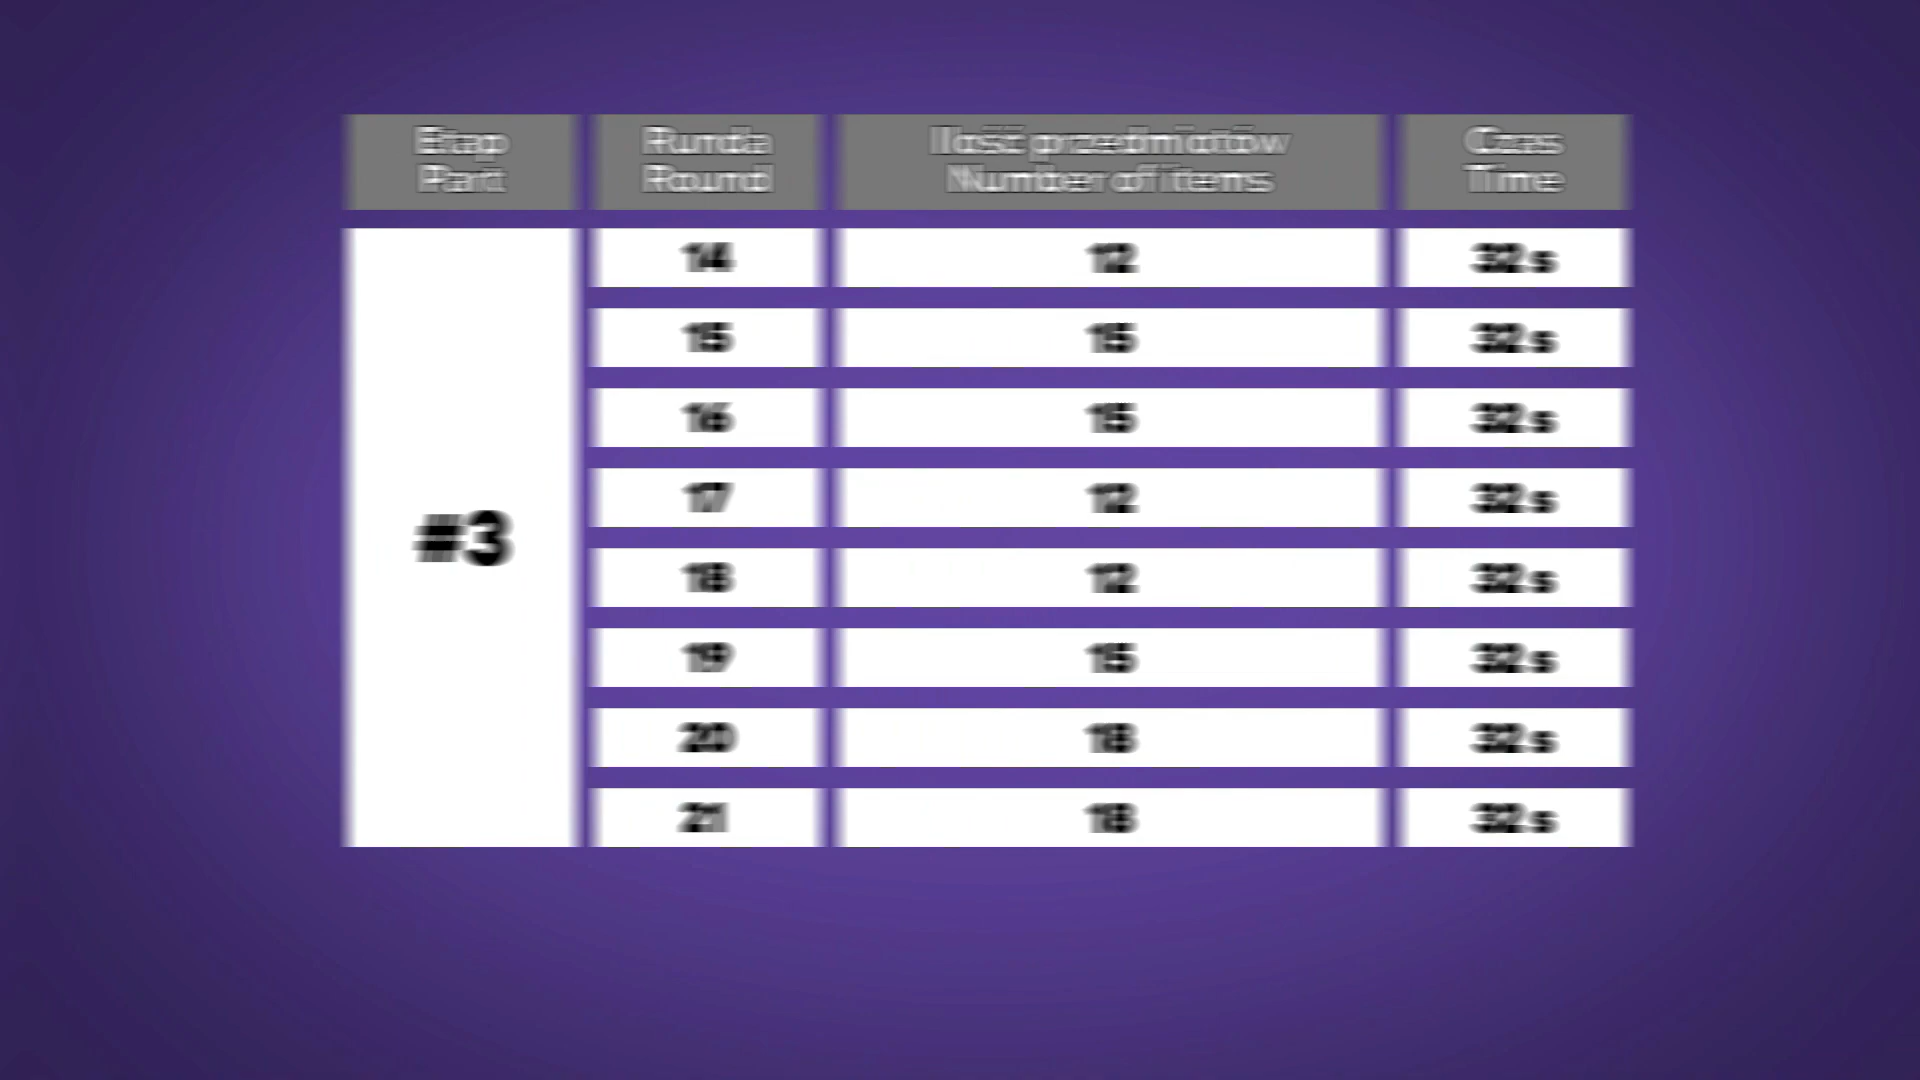 Etap Runda Ilość przedmiotów Czas
Part Round Number of items Time
14 12 32 s
15 15 32 s
16 15 32 s
17 12 32 s
#3
18 12 32 s
19 15 32 s
20 18 32 s
21 18 32 s